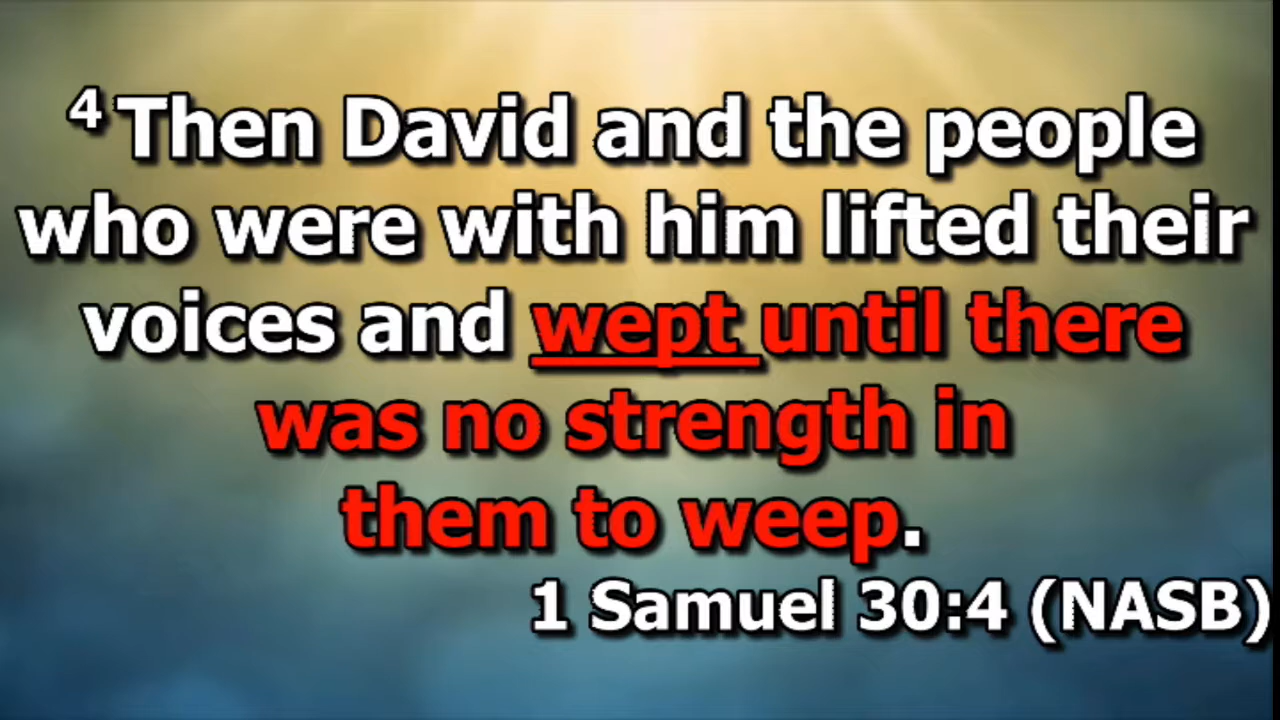 4 Then David and the people
who were with him lifted their
voices and wept until there
was no strength in
them to weep.
1 Samuel 30:4 (NASB)